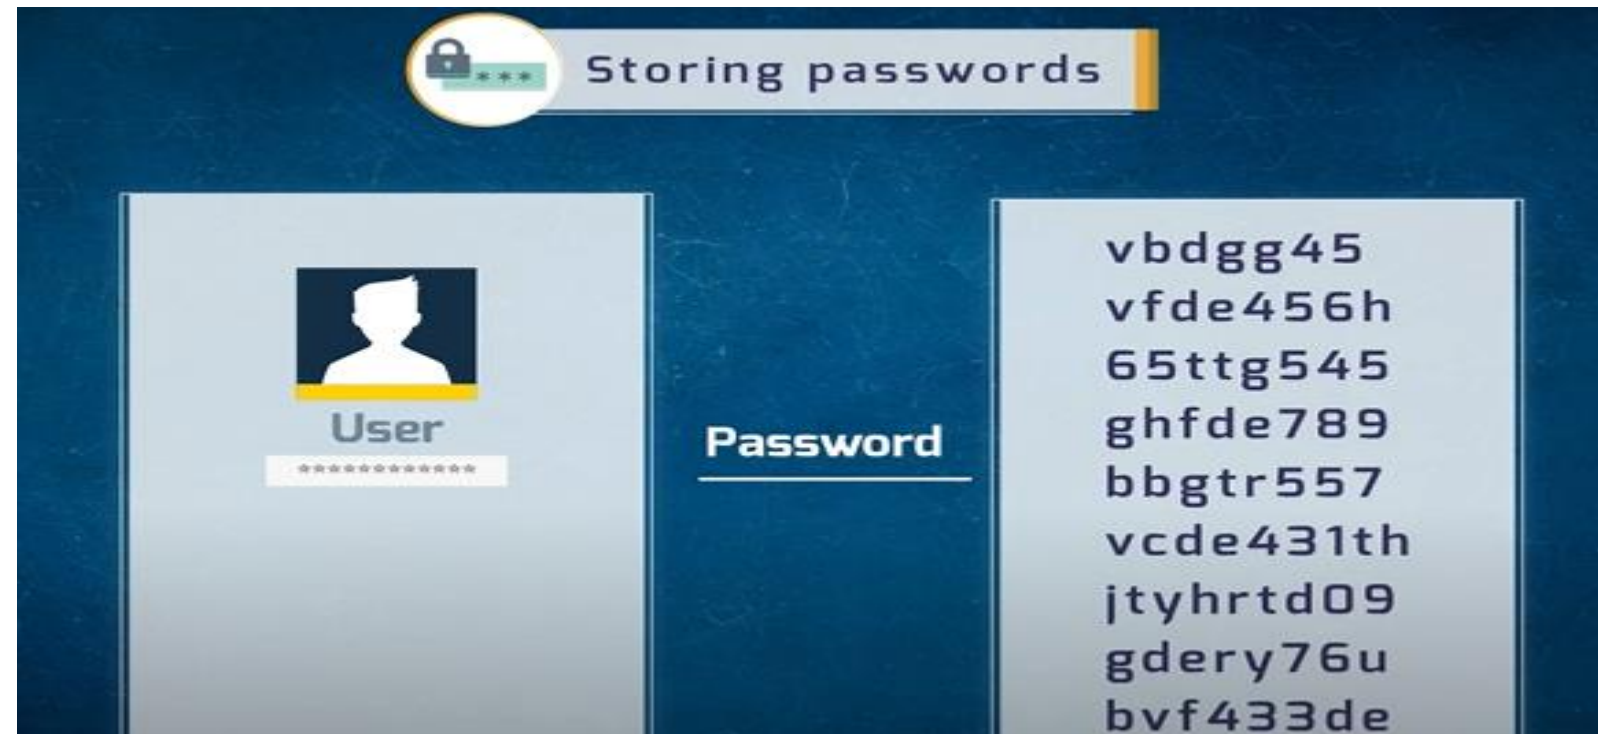 ***
Storing passwords
User
************
Password
vbdgg45
vfde456h
65ttg545
ghfde789
bbgtr557
vcde431th
jtyhrtd09
gdery76u
bvf433de